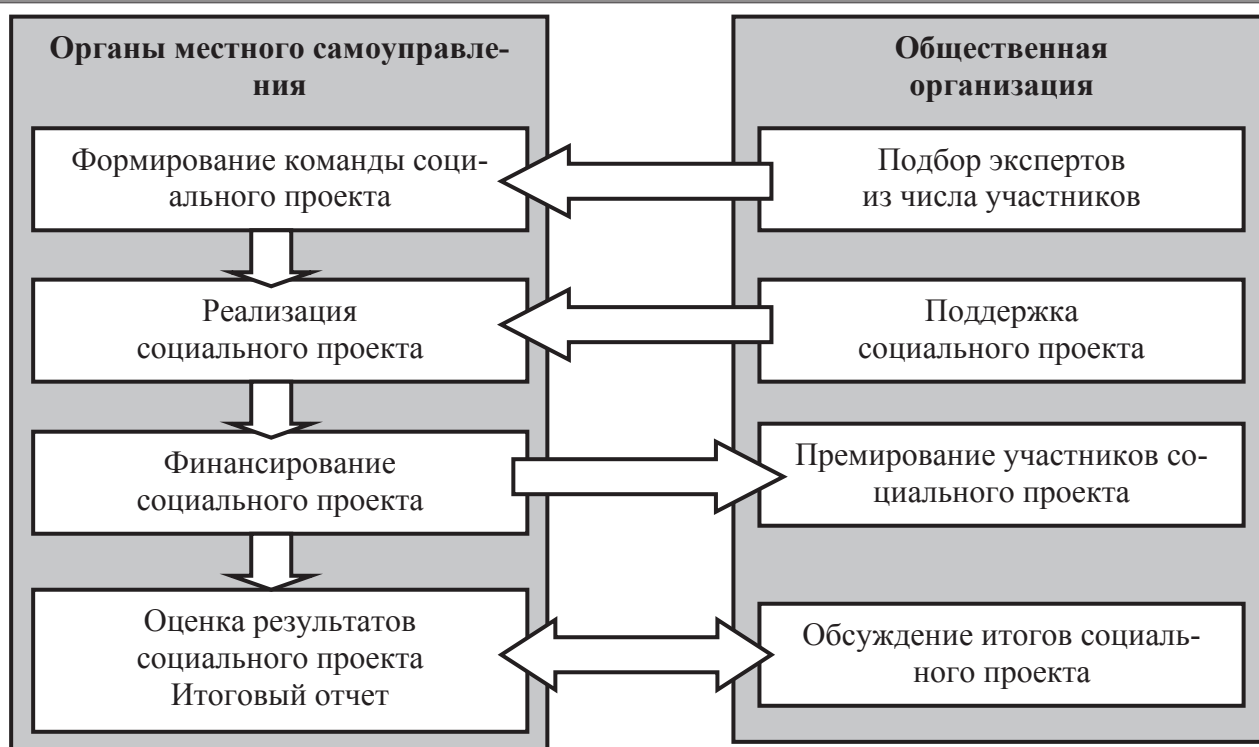 Органы местного самоуправле-
ния
Формирование команды соци-
ального проекта
Реализация
социального проекта
Финансирование
социального проекта
Оценка результатов
социального проекта
Итоговый отчет
Общественная
организация
Подбор экспертов
из числа участников
Поддержка
социального проекта
Премирование участников со-
циального проекта
Обсуждение итогов социаль-
ного проекта